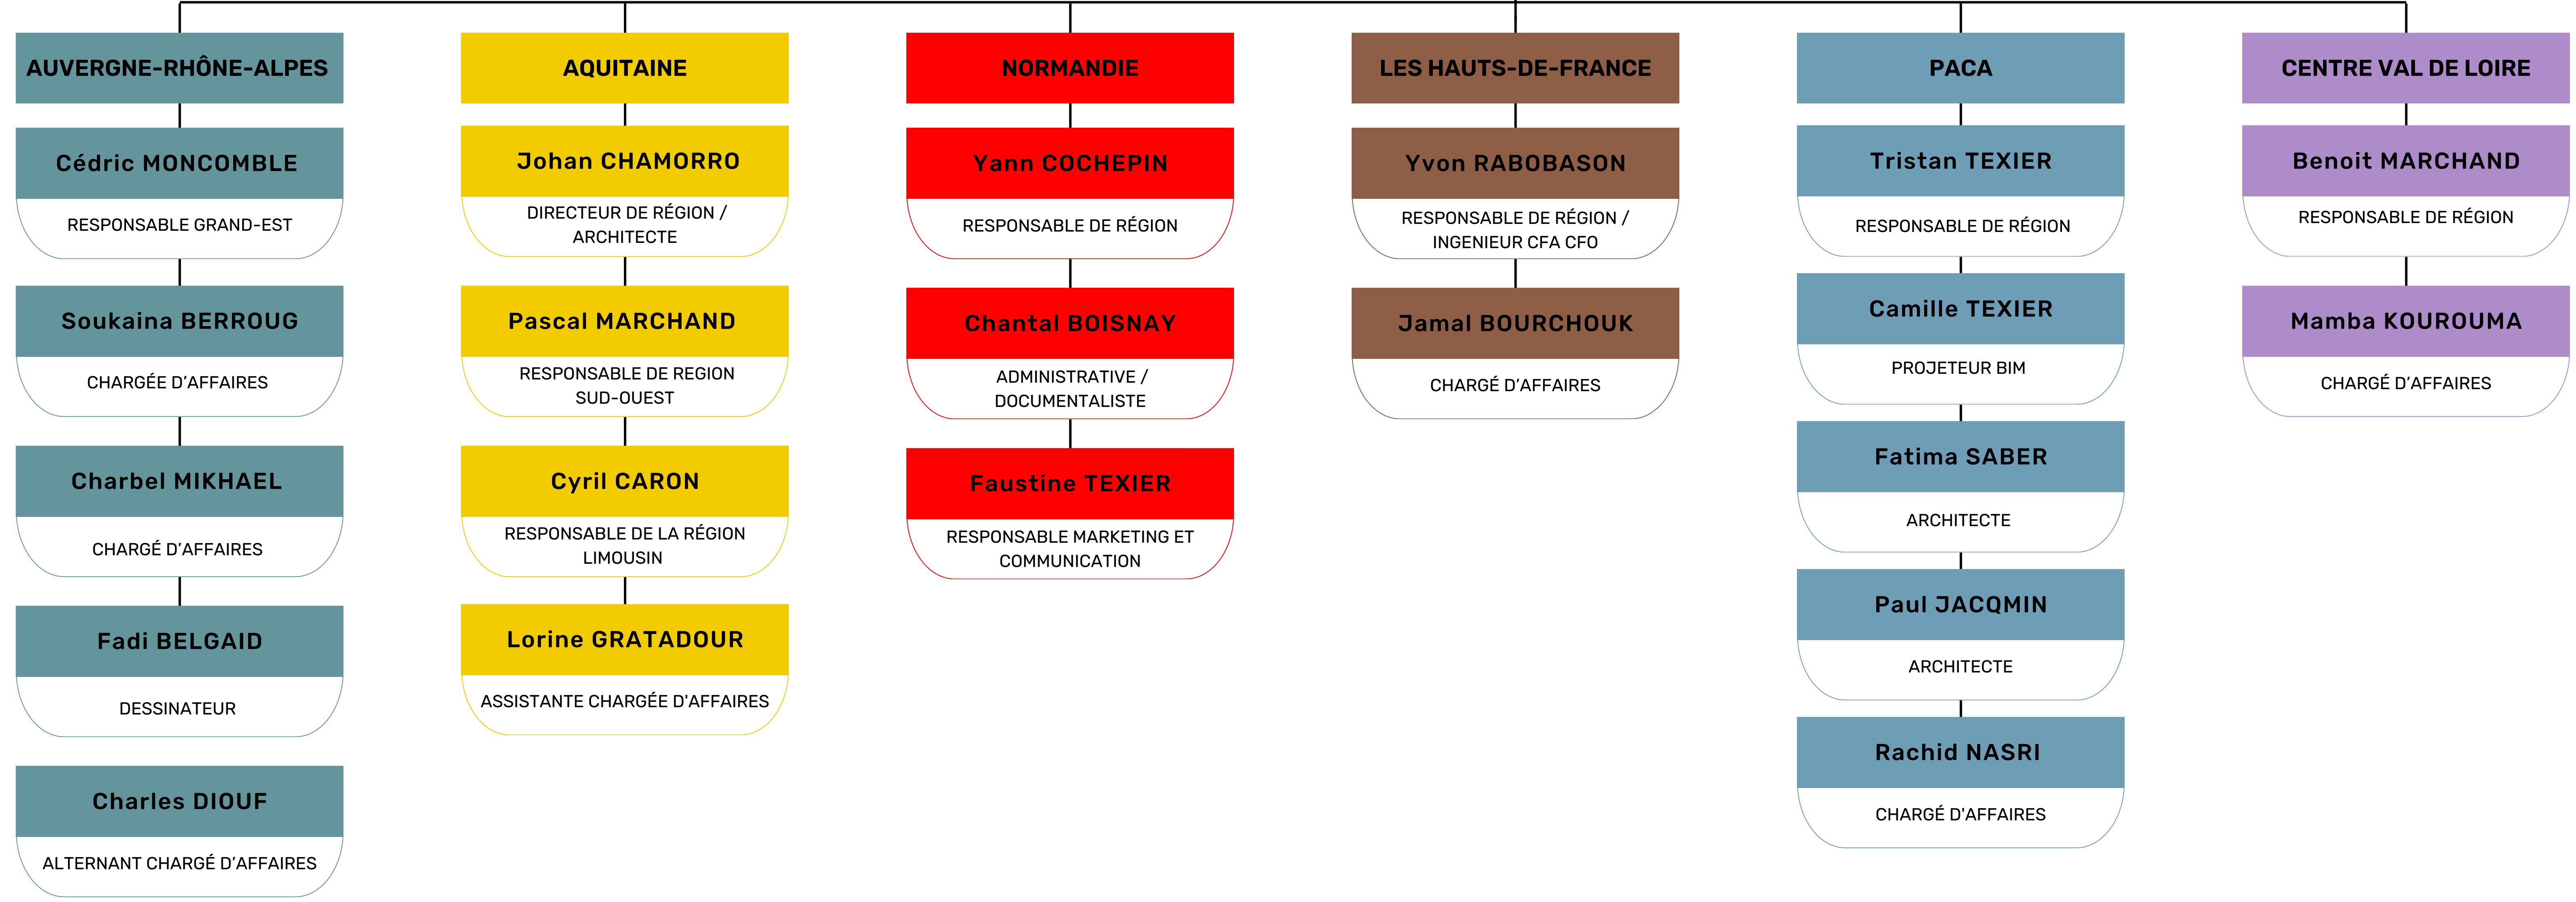 AUVERGNE-RHÔNE-ALPES
Cédric MONCOMBLE
RESPONSABLE GRAND-EST
Soukaina BERROUG
CHARGÉE D’AFFAIRES
Charbel MIKHAEL
CHARGÉ D’AFFAIRES
Fadi BELGAID
DESSINATEUR
Charles DIOUF
ALTERNANT CHARGÉ D’AFFAIRES
AQUITAINE
Johan CHAMORRO
DIRECTEUR DE RÉGION /
ARCHITECTE
Pascal MARCHAND
RESPONSABLE DE REGION
SUD-OUEST
Cyril CARON
RESPONSABLE DE LA RÉGION
LIMOUSIN
Lorine GRATADOUR
ASSISTANTE CHARGÉE D'AFFAIRES
NORMANDIE
Yann COCHEPIN
RESPONSABLE DE RÉGION
Chantal BOISNAY
ADMINISTRATIVE /
DOCUMENTALISTE
Faustine TEXIER
RESPONSABLE MARKETING ET
COMMUNICATION
LES HAUTS-DE-FRANCE
Yvon RABOBASON
RESPONSABLE DE RÉGION /
INGENIEUR CFA CFO
Jamal BOURCHOUK
CHARGÉ D’AFFAIRES
PACA
Tristan TEXIER
RESPONSABLE DE RÉGION
Camille TEXIER
PROJETEUR BIM
Fatima SABER
ARCHITECTE
Paul JACQMIN
ARCHITECTE
Rachid NASRI
CHARGÉ D'AFFAIRES
CENTRE VAL DE LOIRE
Benoit MARCHAND
RESPONSABLE DE RÉGION
Mamba KOUROUMA
CHARGÉ D’AFFAIRES